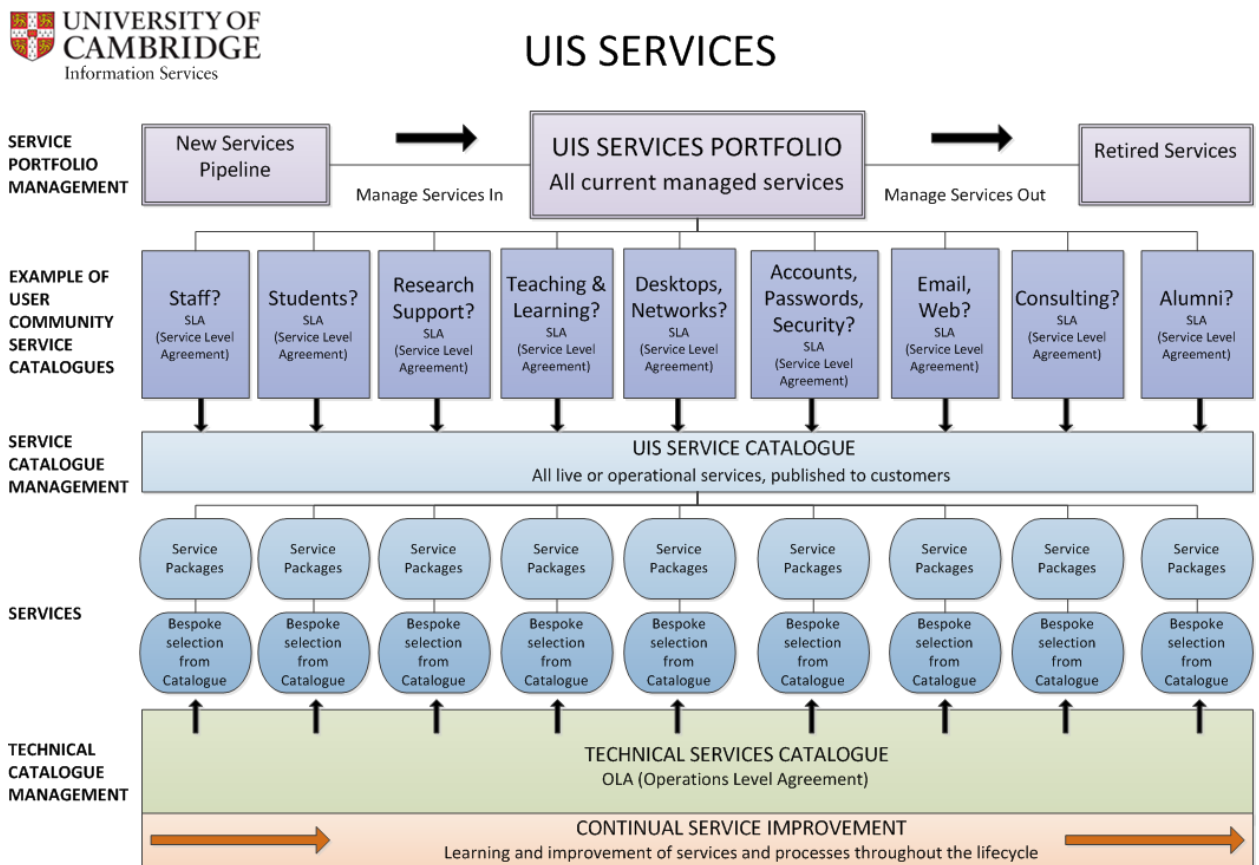 UNIVERSITY OF
CAMBRIDGE
Information Services
UIS SERVICES
SERVICE
PORTFOLIO
MANAGEMENT
New Services
Pipeline
Manage Services In
UIS SERVICES PORTFOLIO
All current managed services
Manage Services Out
Retired Services
EXAMPLE OF
USER
COMMUNITY
SERVICE
CATALOGUES
Staff?
SLA
(Service Level
Agreement)
Students?
SLA
(Service Level
Agreement)
Research
Support?
SLA
(Service Level
Agreement)
Teaching &
Learning?
SLA
(Service Level
Agreement)
Desktops,
Networks?
SLA
(Service Level
Agreement)
Accounts,
Passwords,
Security?
SLA
(Service Level
Agreement)
Email,
Web?
SLA
(Service Level
Agreement)
Consulting?
SLA
(Service Level
Agreement)
Alumni?
SLA
(Service Level
Agreement)
SERVICE
CATALOGUE
MANAGEMENT
UIS SERVICE CATALOGUE
All live or operational services, published to customers
SERVICES
Service
Packages
Service
Packages
Service
Packages
Service
Packages
Service
Packages
Service
Packages
Service
Packages
Service
Packages
Service
Packages
Bespoke
selection
from
Catalogue
Bespoke
selection
from
Catalogue
Bespoke
selection
from
Catalogue
Bespoke
selection
from
Catalogue
Bespoke
selection
from
Catalogue
Bespoke
selection
from
Catalogue
Bespoke
selection
from
Catalogue
Bespoke
selection
from
Catalogue
Bespoke
selection
from
Catalogue
TECHNICAL
CATALOGUE
MANAGEMENT
TECHNICAL SERVICES CATALOGUE
OLA (Operations Level Agreement)
CONTINUAL SERVICE IMPROVEMENT
Learning and improvement of services and processes throughout the lifecycle